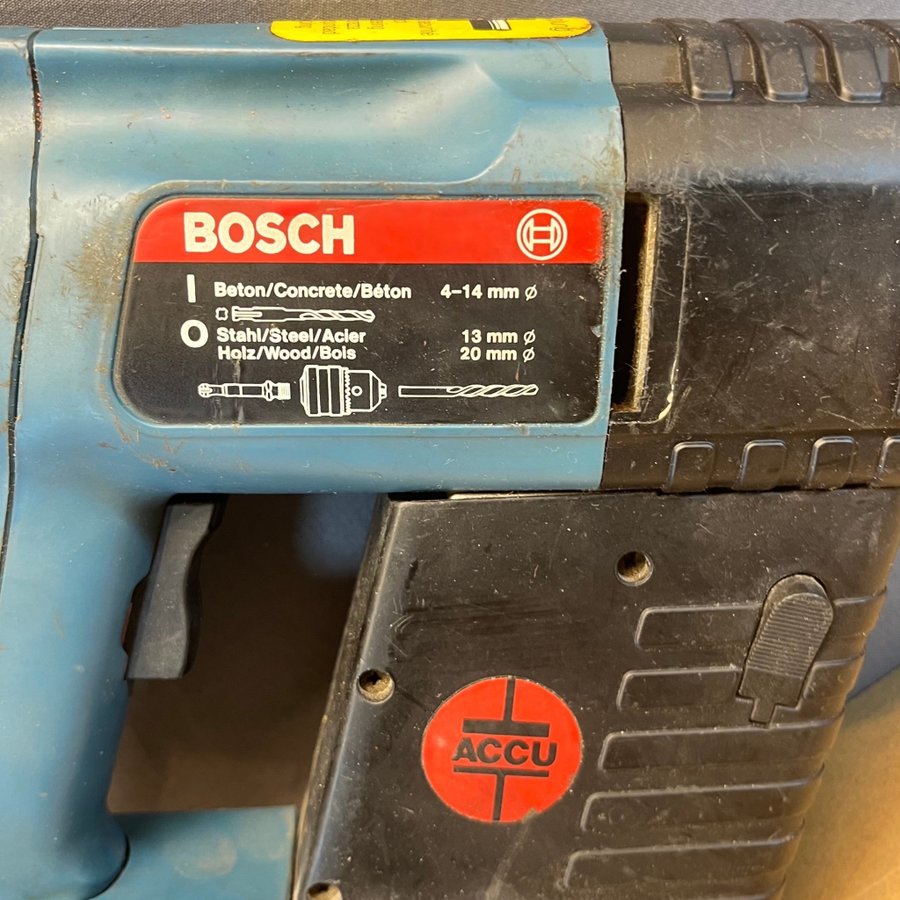 BOSCH
I Beton/Concrete/Béton 4–14 mm ⌀
O Stahl/Steel/Acier 13 mm ⌀
Holz/Wood/Bois 20 mm ⌀
ACCU